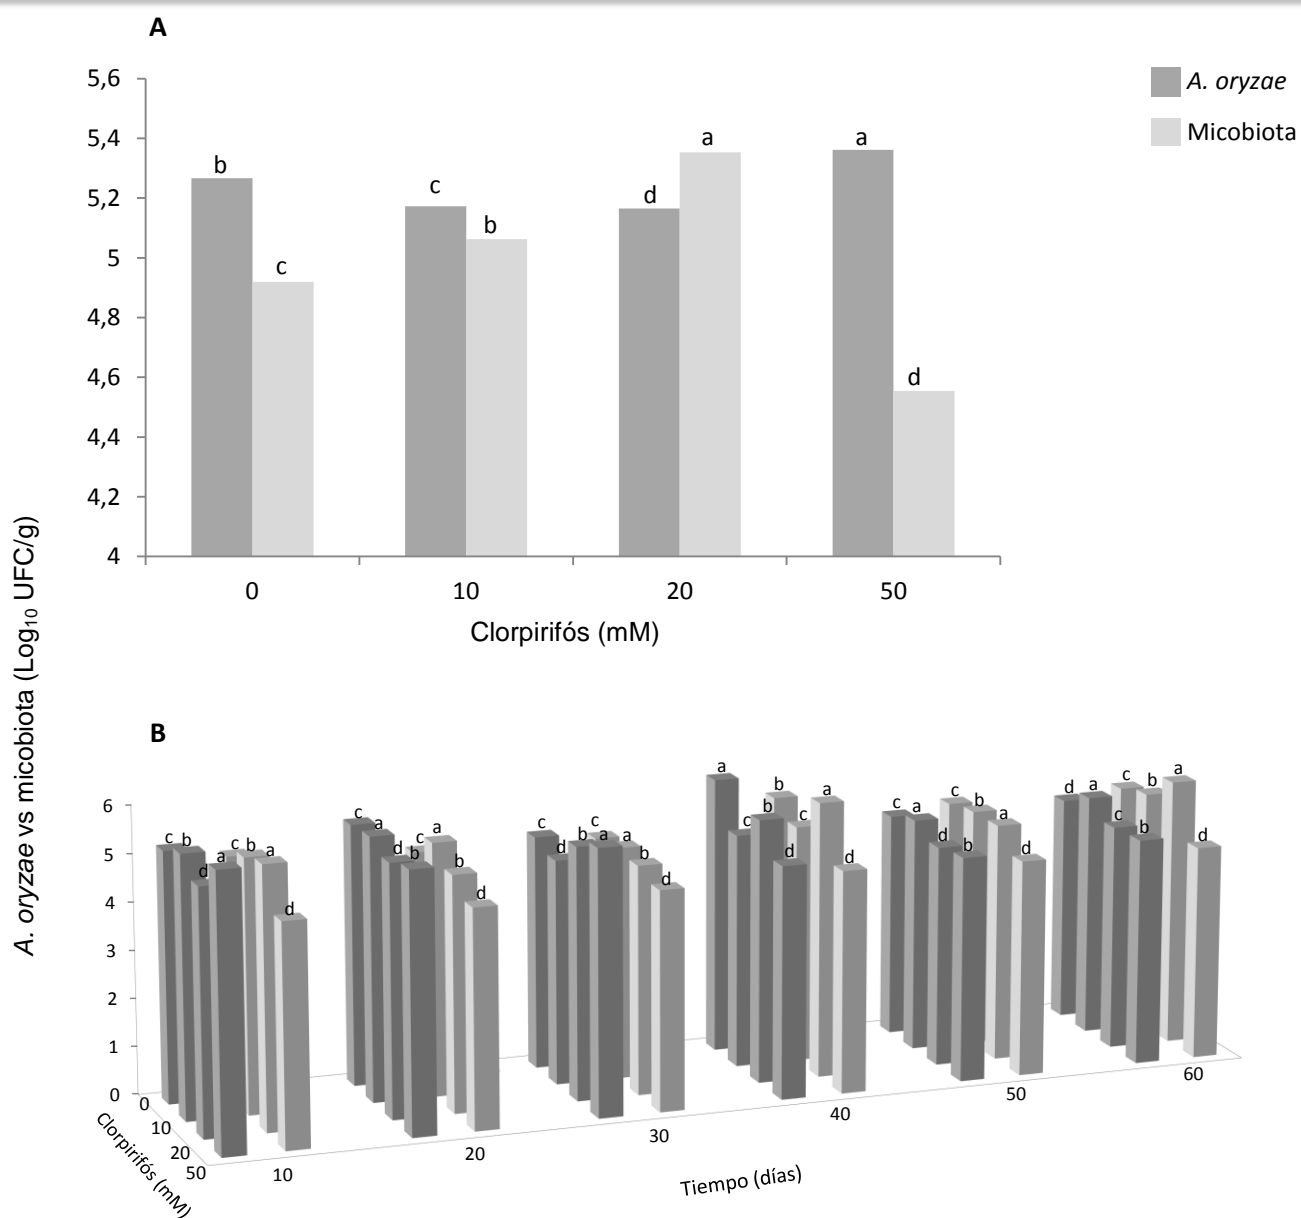 A
5,6
5,4
5,2
5
4,8
4,6
4,4
4,2
4
b
c
c
b
d
a
a
d
0
10
20
50
Clorpirifós (mM)
A. oryzae
Micobiota
A. oryzae vs micobiota (Log10 UFC/g)
B
6
5
4
3
2
1
0
c b d a c b a d
c a d b c a b d
c d b a c a b d
a c b d b c a d
c a d b c b a d
d a c b c b a d
0
10
20
50
Clorpirifós (mM)
10
20
30
40
50
60
Tiempo (días)